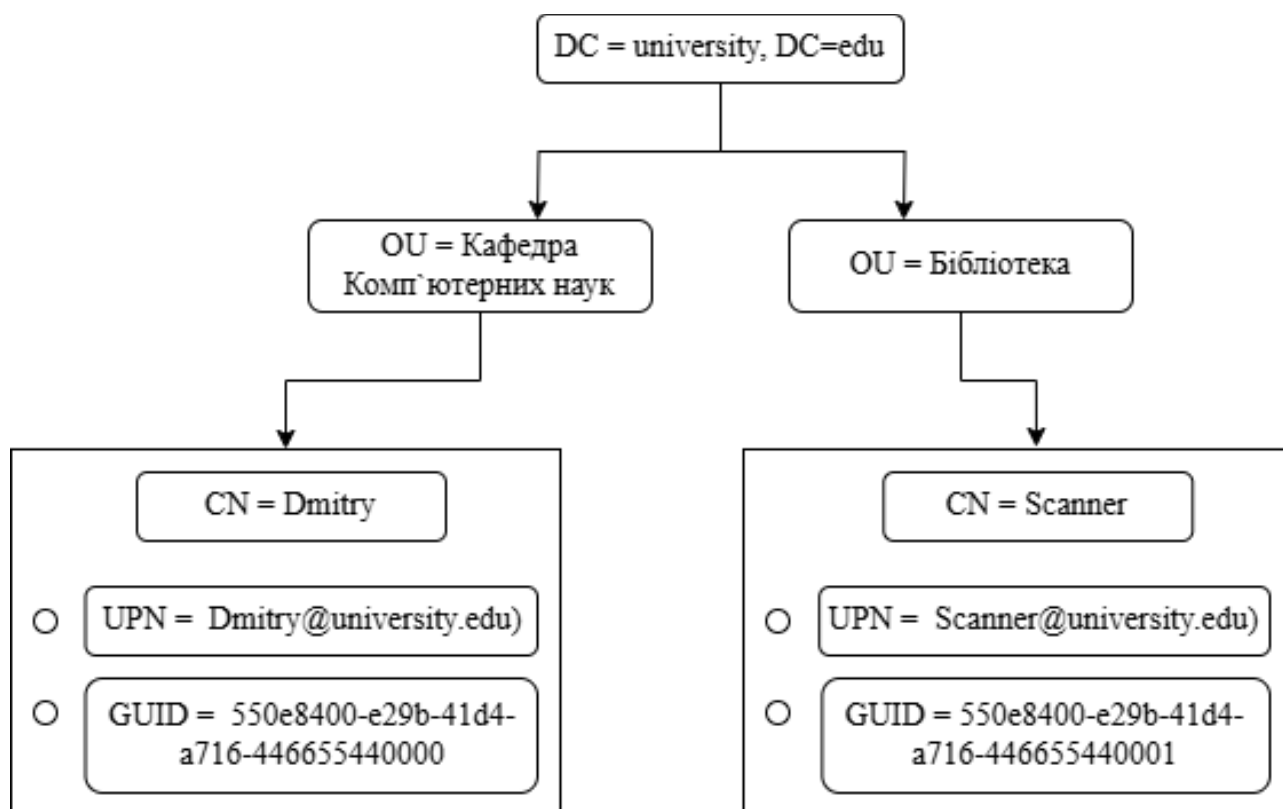 DC = university, DC=edu
OU = Кафедра
Комп`ютерних наук
OU = Бібліотека
CN = Dmitry
UPN = Dmitry@university.edu)
GUID = 550e8400-e29b-41d4-
a716-446655440000
CN = Scanner
UPN = Scanner@university.edu)
GUID = 550e8400-e29b-41d4-
a716-446655440001